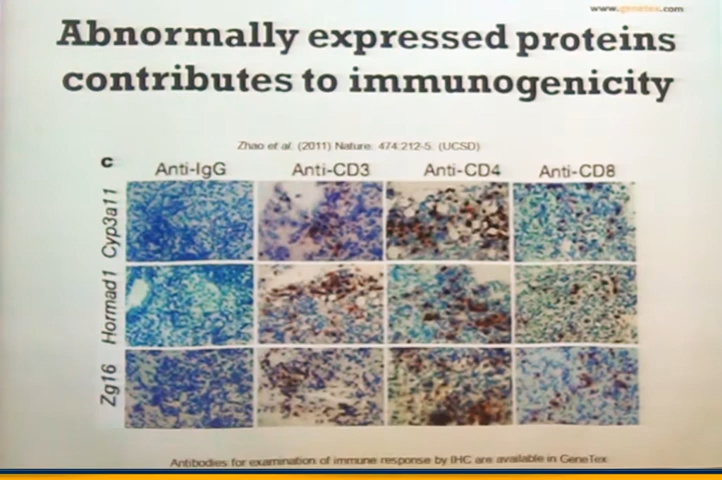 www.genetex.com
Abnormally expressed proteins
contributes to immunogenicity
Zhao et al. (2011) Nature. 474:212-5. (UCSD)
c
Anti-IgG Anti-CD3 Anti-CD4 Anti-CD8
Cyp3a11
Hormad1
Zg16
Antibodies for examination of immune response by IHC are available in GeneTex